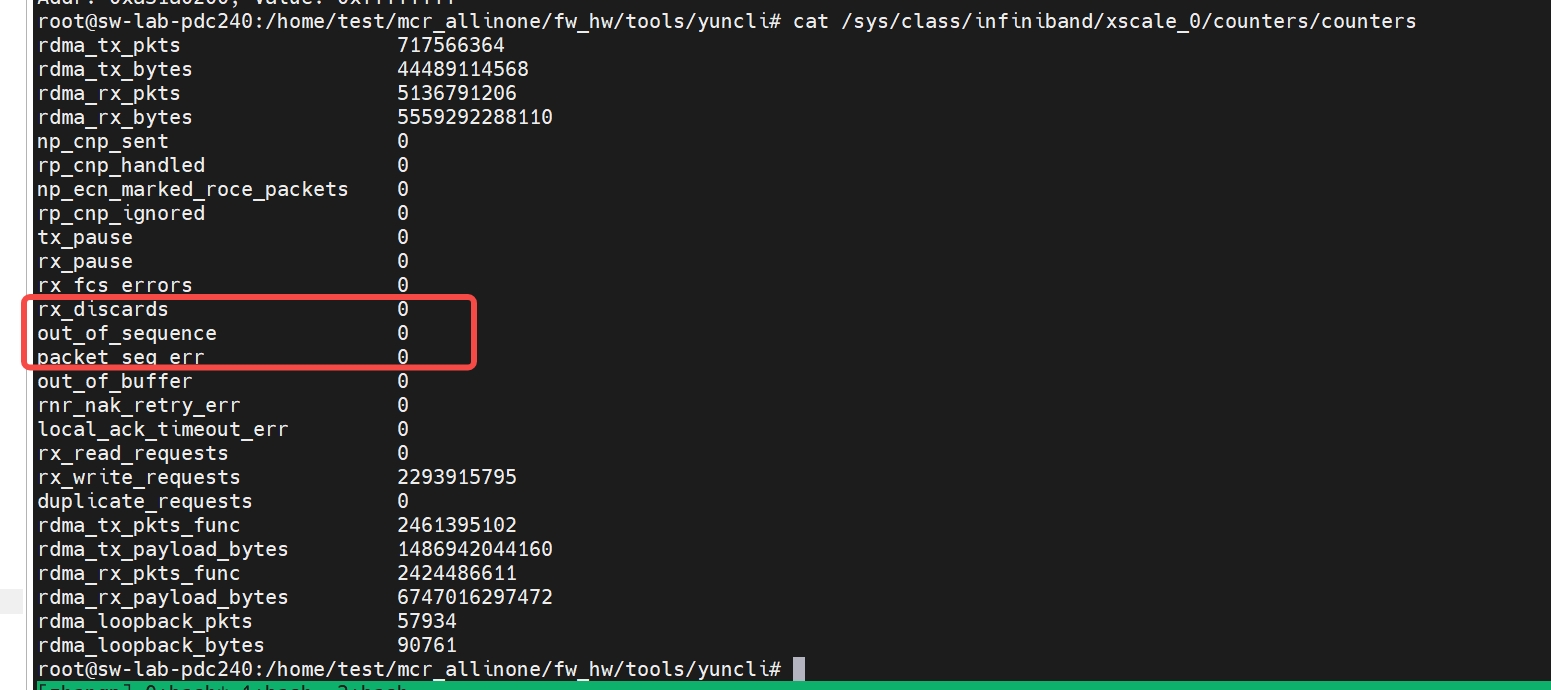 root@sw-lab-pdc240:/home/test/mcr_allinone/fw_hw/tools/yuncli# cat /sys/class/infiniband/xscale_0/counters/counters
rdma_tx_pkts 717566364
rdma_tx_bytes 44489114568
rdma_rx_pkts 5136791206
rdma_rx_bytes 5559292288110
np_cnp_sent 0
rp_cnp_handled 0
np_ecn_marked_roce_packets 0
rp_cnp_ignored 0
tx_pause 0
rx_pause 0
rx_fcs_errors 0
rx_discards 0
out_of_sequence 0
packet_seq_err 0
out_of_buffer 0
rnr_nak_retry_err 0
local_ack_timeout_err 0
rx_read_requests 0
rx_write_requests 2293915795
duplicate_requests 0
rdma_tx_pkts_func 2461395102
rdma_tx_payload_bytes 1486942044160
rdma_rx_pkts_func 2424486611
rdma_rx_payload_bytes 6747016297472
rdma_loopback_pkts 57934
rdma_loopback_bytes 90761
root@sw-lab-pdc240:/home/test/mcr_allinone/fw_hw/tools/yuncli#